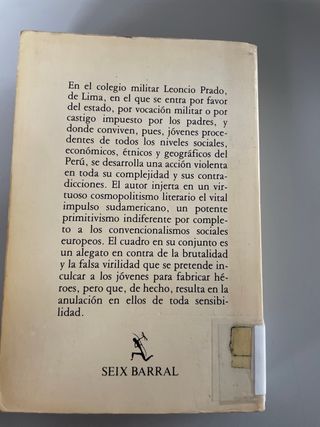 En el colegio militar Leoncio Prado,
de Lima, en el que se entra por favor
del estado, por vocación militar o por
castigo impuesto por los padres, y
donde conviven, pues, jóvenes proce-
dentes de todos los niveles sociales,
económicos, étnicos y geográficos del
Perú, se desarrolla una acción violenta
en toda su complejidad y sus contra-
dicciones. El autor injerta en un vir-
tuoso cosmopolitismo literario el vital
impulso sudamericano, un potente
primitivismo indiferente por comple-
to a los convencionalismos sociales
europeos. El cuadro en su conjunto es
un alegato en contra de la brutalidad
y la falsa virilidad que se pretende in-
culcar a los jóvenes para fabricar hé-
roes, pero que, de hecho, resulta en la
anulación en ellos de toda sensibi-
lidad.
SEIX BARRAL